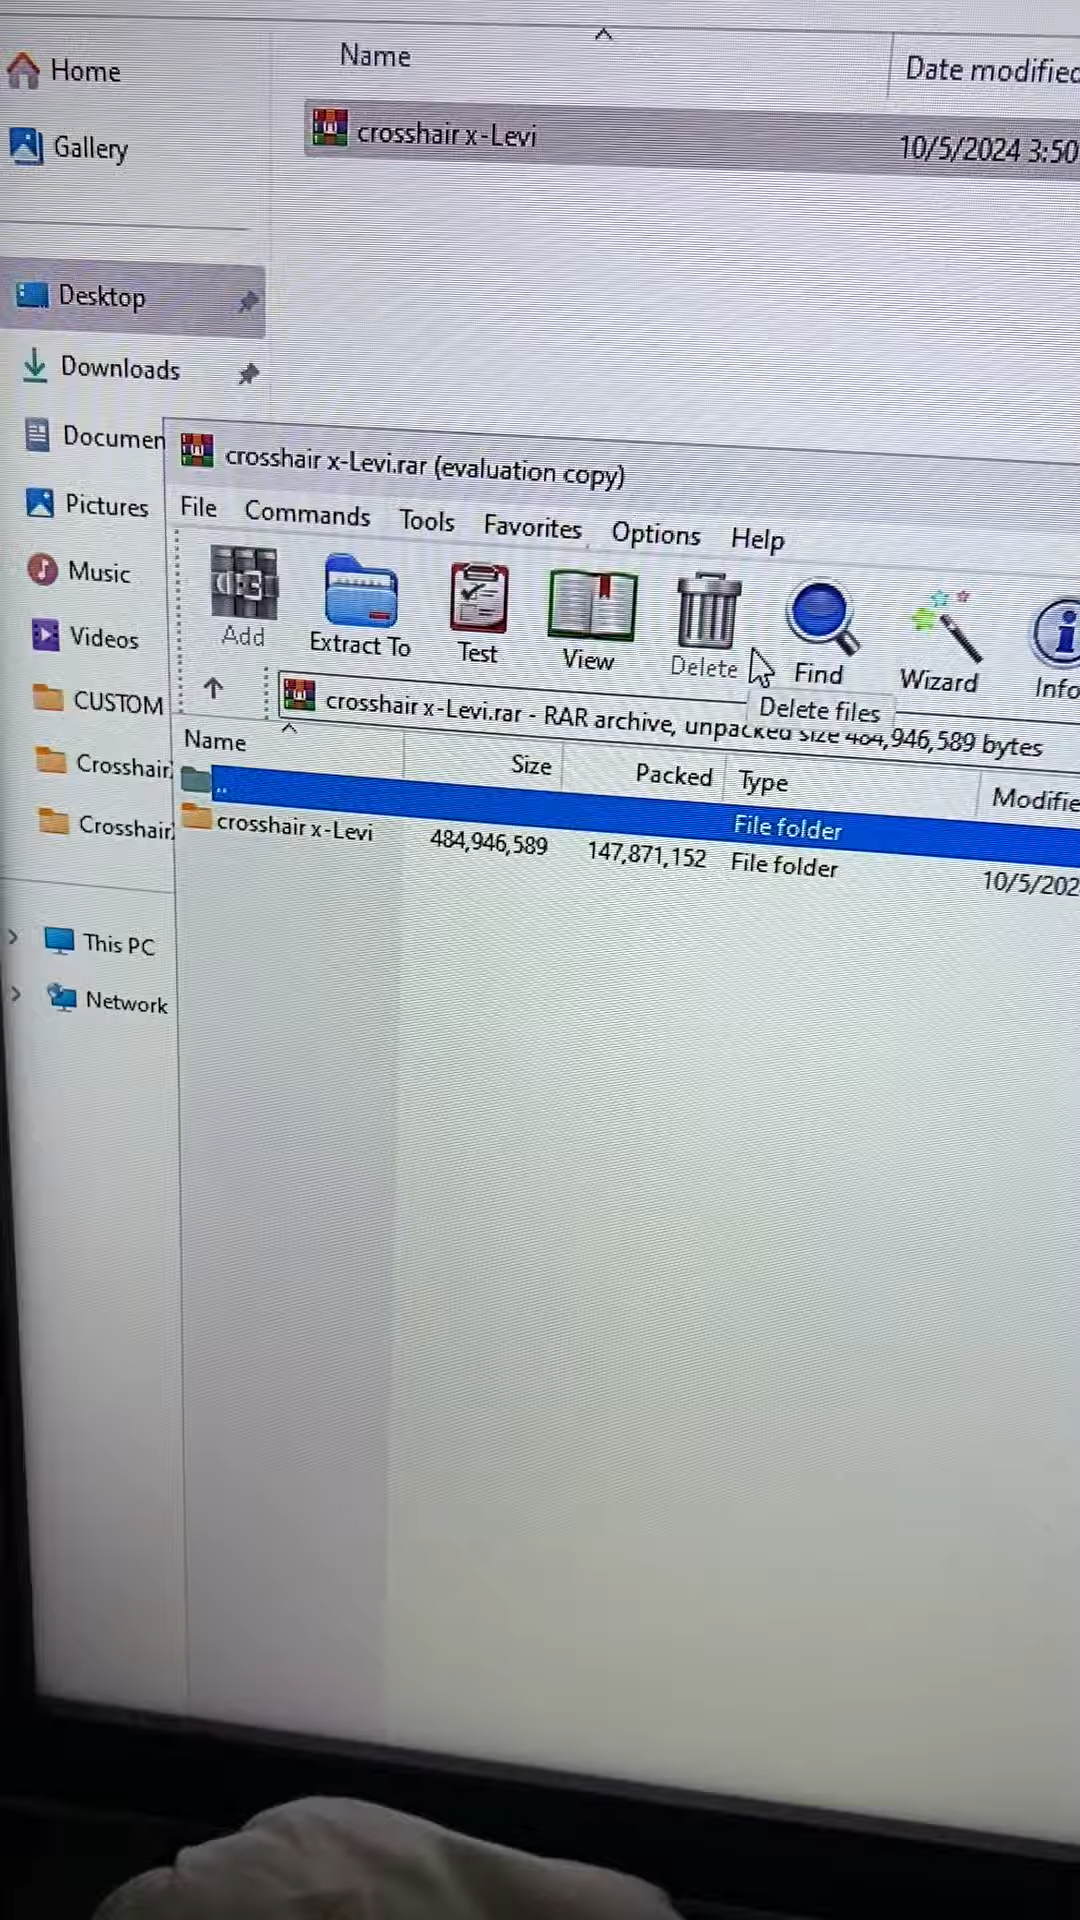 Name
Date modified
Home
crosshair x-Levi
10/5/2024 3:50
Gallery
Desktop
Downloads
Documen
crosshair x-Levi.rar (evaluation copy)
Pictures
File Commands Tools Favorites Options Help
Music
Add Extract To Test View Delete Find Wizard Info
Videos
Delete files
CUSTOM
crosshair x-Levi.rar - RAR archive, unpacked size 484,946,589 bytes
Name Size Packed Type Modifie
Crosshair
.. File folder
crosshair x-Levi 484,946,589 147,871,152 File folder 10/5/202
Crosshair
This PC
Network